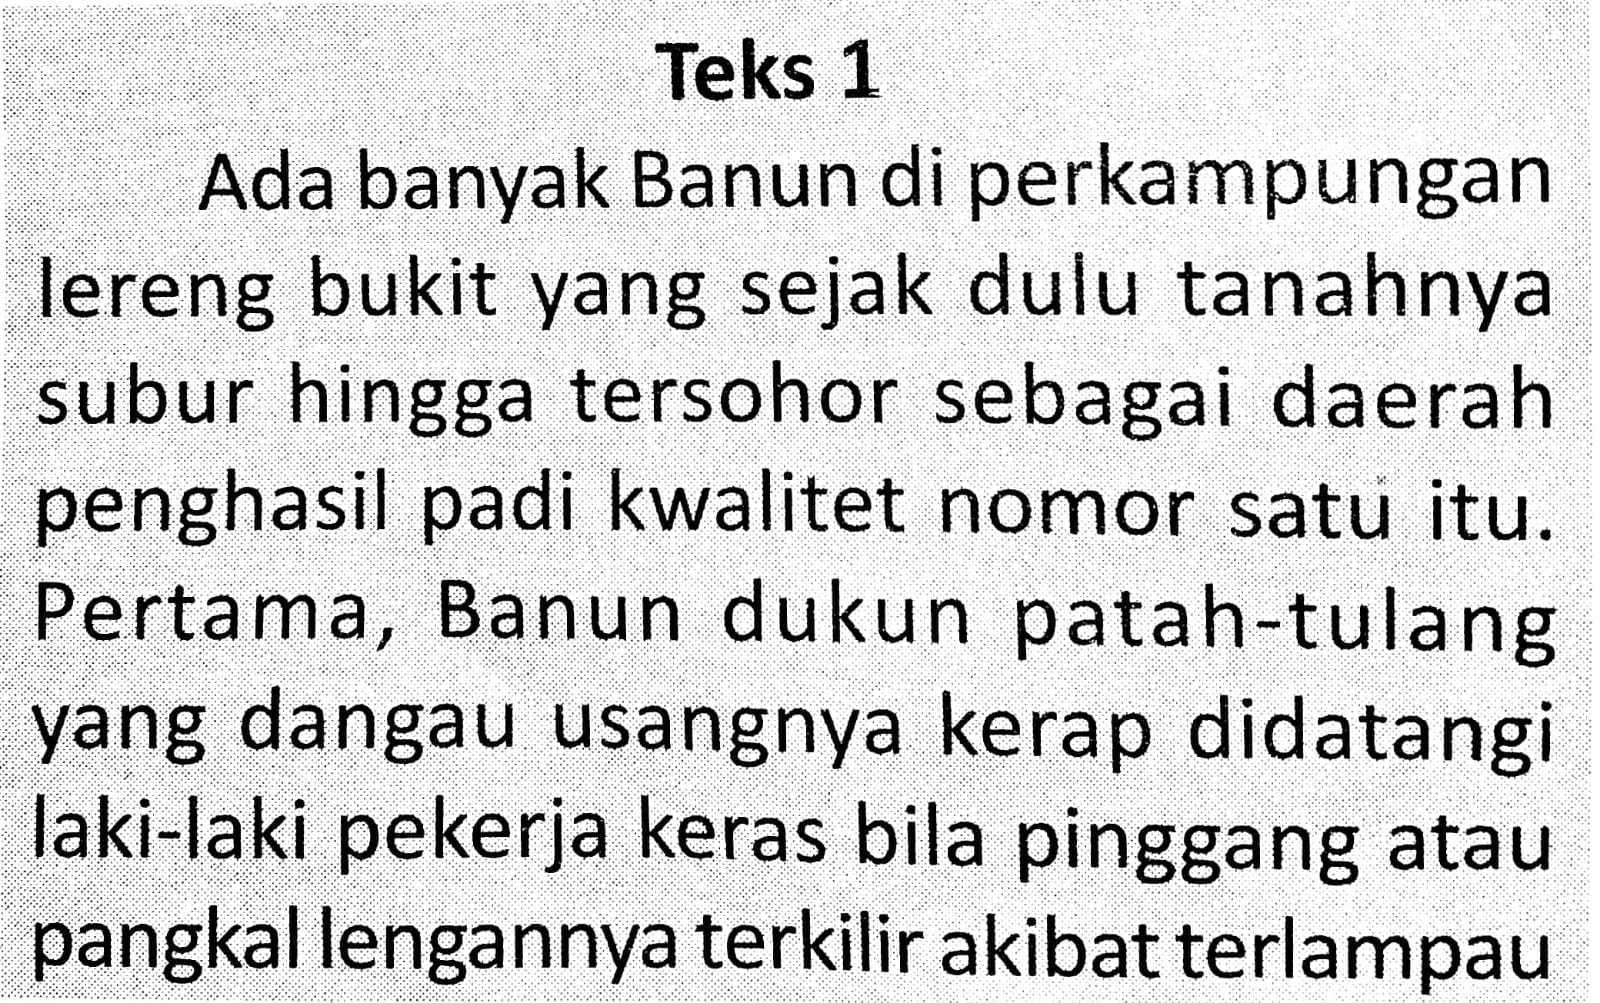 Teks 1
Ada banyak Banun di perkampungan
lereng bukit yang sejak dulu tanahnya
subur hingga tersohor sebagai daerah
penghasil padi kwalitet nomor satu itu.
Pertama, Banun dukun patah-tulang
yang dangau usangnya kerap didatangi
laki-laki pekerja keras bila pinggang atau
pangkal lengannya terkilir akibat terlampau